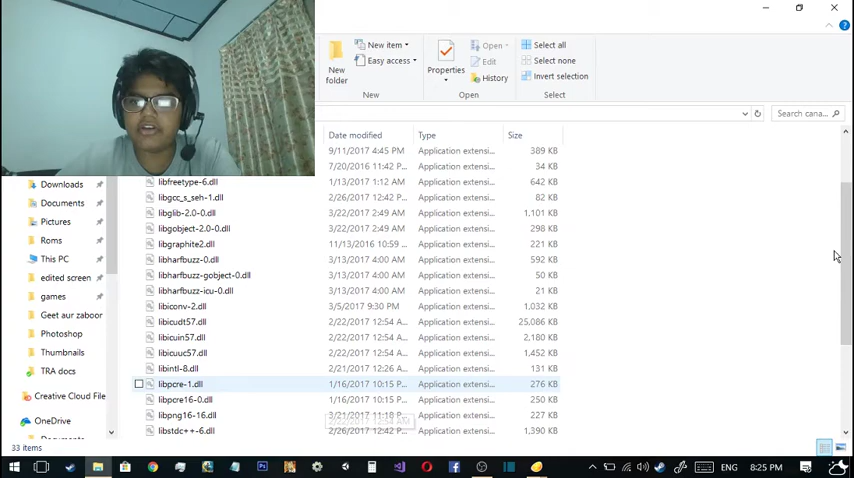 New item
Easy access
New
folder
New
Properties
Open
Edit
History
Open
Select all
Select none
Invert selection
Select
Search cana...
Date modified Type Size
9/11/2017 4:45 PM Application extensi... 389 KB
7/20/2016 11:42 P... Application extensi... 34 KB
Downloads libfreetype-6.dll 1/13/2017 1:12 AM Application extensi... 642 KB
libgcc_s_seh-1.dll 2/26/2017 12:42 P... Application extensi... 82 KB
Documents libglib-2.0-0.dll 3/22/2017 2:49 AM Application extensi... 1,101 KB
Pictures libgobject-2.0-0.dll 3/22/2017 2:49 AM Application extensi... 298 KB
Roms libgraphite2.dll 11/13/2016 10:59 ... Application extensi... 221 KB
This PC libharfbuzz-0.dll 3/13/2017 4:00 AM Application extensi... 592 KB
edited screen libharfbuzz-gobject-0.dll 3/13/2017 4:00 AM Application extensi... 50 KB
games libharfbuzz-icu-0.dll 3/13/2017 4:00 AM Application extensi... 21 KB
Geet aur zaboor libiconv-2.dll 3/5/2017 9:30 PM Application extensi... 1,032 KB
libicudt57.dll 2/22/2017 12:54 A... Application extensi... 25,086 KB
Photoshop libicuin57.dll 2/22/2017 12:54 A... Application extensi... 2,180 KB
Thumbnails libicuuc57.dll 2/22/2017 12:54 A... Application extensi... 1,452 KB
TRA docs libintl-8.dll 2/21/2017 12:26 A... Application extensi... 131 KB
libpcre-1.dll 1/16/2017 10:15 P... Application extensi... 276 KB
Creative Cloud File libpcre16-0.dll 1/16/2017 10:15 P... Application extensi... 250 KB
OneDrive libpng16-16.dll 3/21/2017 11:18 P... Application extensi... 227 KB
2/22/2017 12:54 AM
libstdc++-6.dll 2/26/2017 12:42 P... Application extensi... 1,390 KB
33 items
ENG 8:25 PM